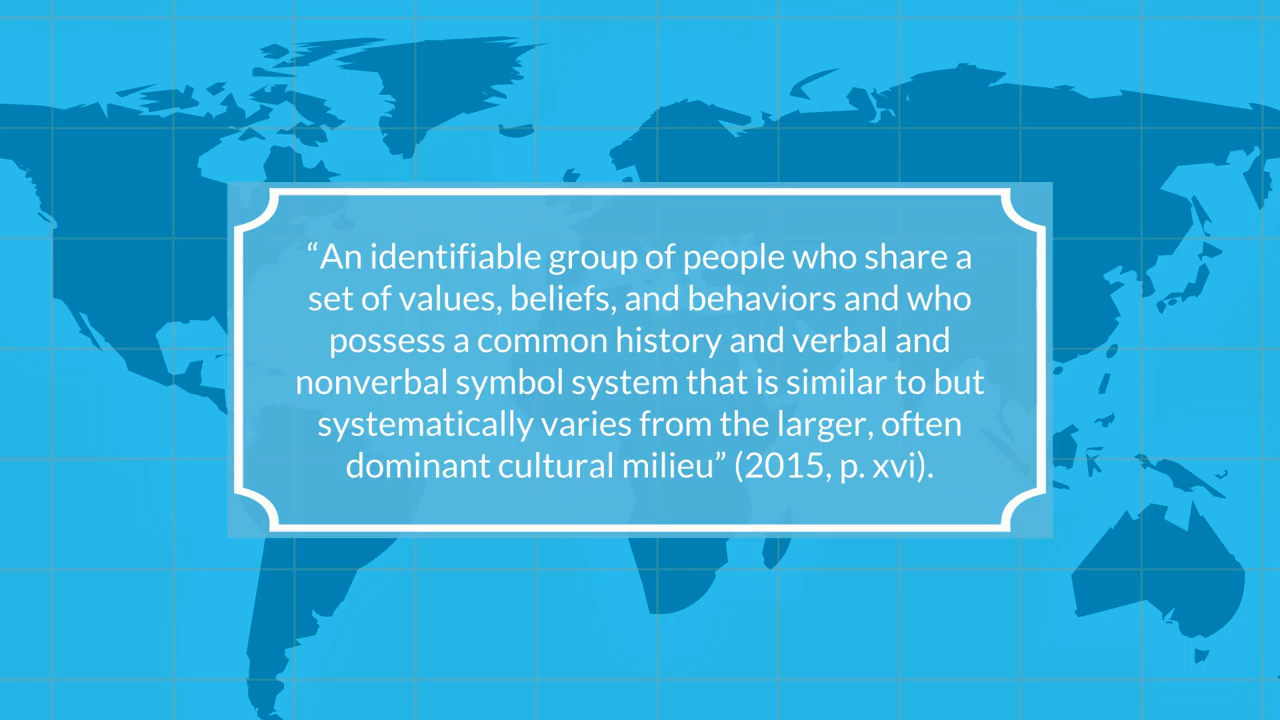 “An identifiable group of people who share a
set of values, beliefs, and behaviors and who
possess a common history and verbal and
nonverbal symbol system that is similar to but
systematically varies from the larger, often
dominant cultural milieu” (2015, p. xvi).